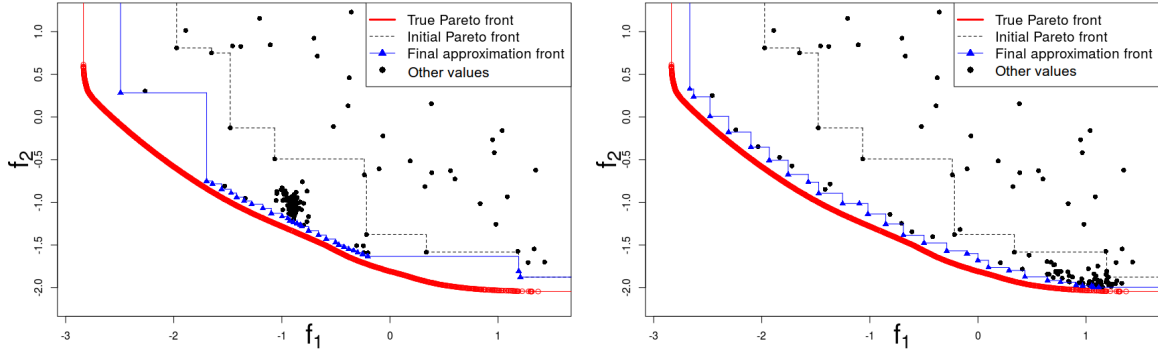 True Pareto front
Initial Pareto front
Final approximation front
Other values
1.0
0.5
0.0
-0.5
-1.0
-1.5
-2.0
f2
-3
-2
-1
0
1
f1
True Pareto front
Initial Pareto front
Final approximation front
Other values
1.0
0.5
0.0
-0.5
-1.0
-1.5
-2.0
f2
-3
-2
-1
0
1
f1